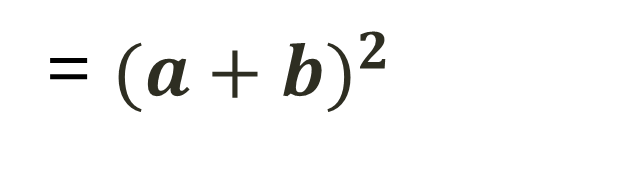 = (a + b)²